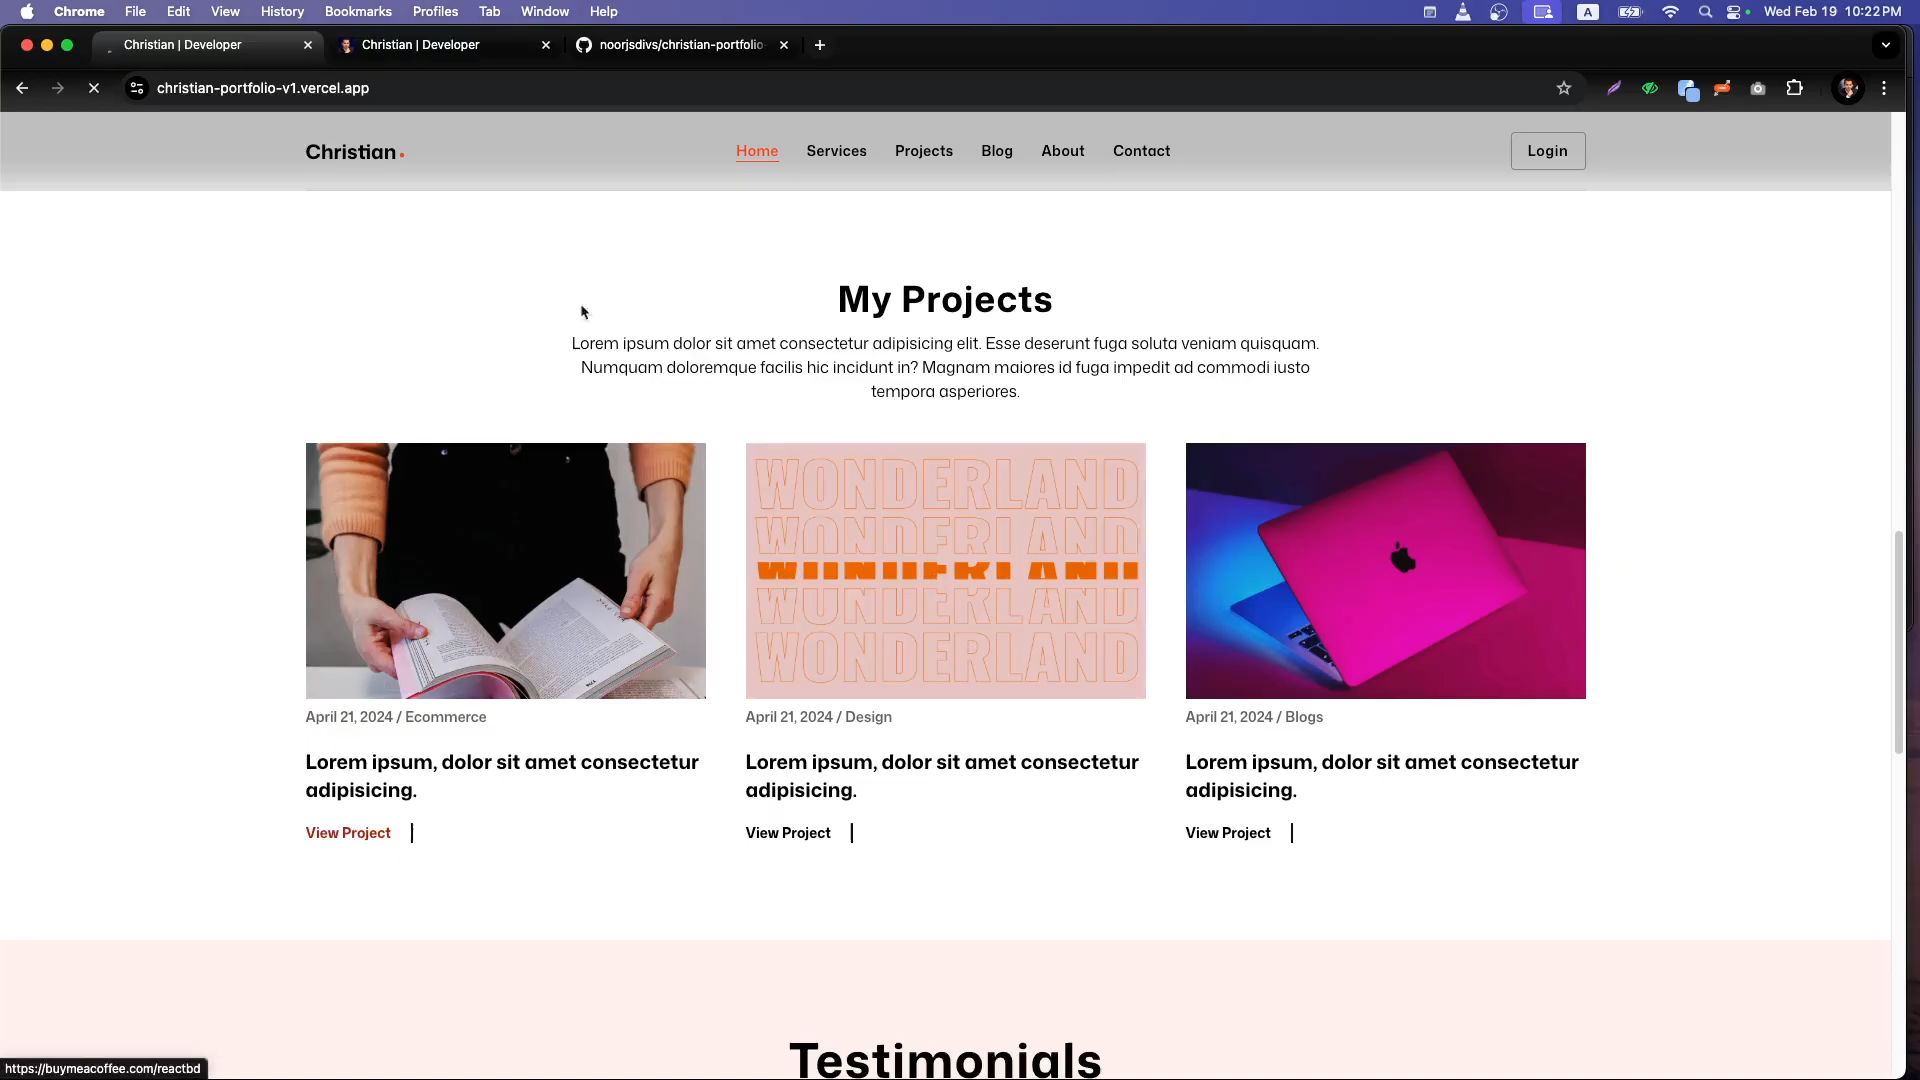 Chrome File Edit View History Bookmarks Profiles Tab Window Help
A Wed Feb 19 10:22 PM
Christian | Developer
Christian | Developer
noorjsdivs/christian-portfolio-
christian-portfolio-v1.vercel.app
Christian.
Home Services Projects Blog About Contact
Login
My Projects
Lorem ipsum dolor sit amet consectetur adipisicing elit. Esse deserunt fuga soluta veniam quisquam.
Numquam doloremque facilis hic incidunt in? Magnam maiores id fuga impedit ad commodi iusto
tempora asperiores.
WONDERLAND
WONDERLAND
WONDERLAND
WONDERLAND
WONDERLAND
April 21, 2024 / Ecommerce
Lorem ipsum, dolor sit amet consectetur
adipisicing.
View Project
April 21, 2024 / Design
Lorem ipsum, dolor sit amet consectetur
adipisicing.
View Project
April 21, 2024 / Blogs
Lorem ipsum, dolor sit amet consectetur
adipisicing.
View Project
Testimonials
https://buymeacoffee.com/reactbd